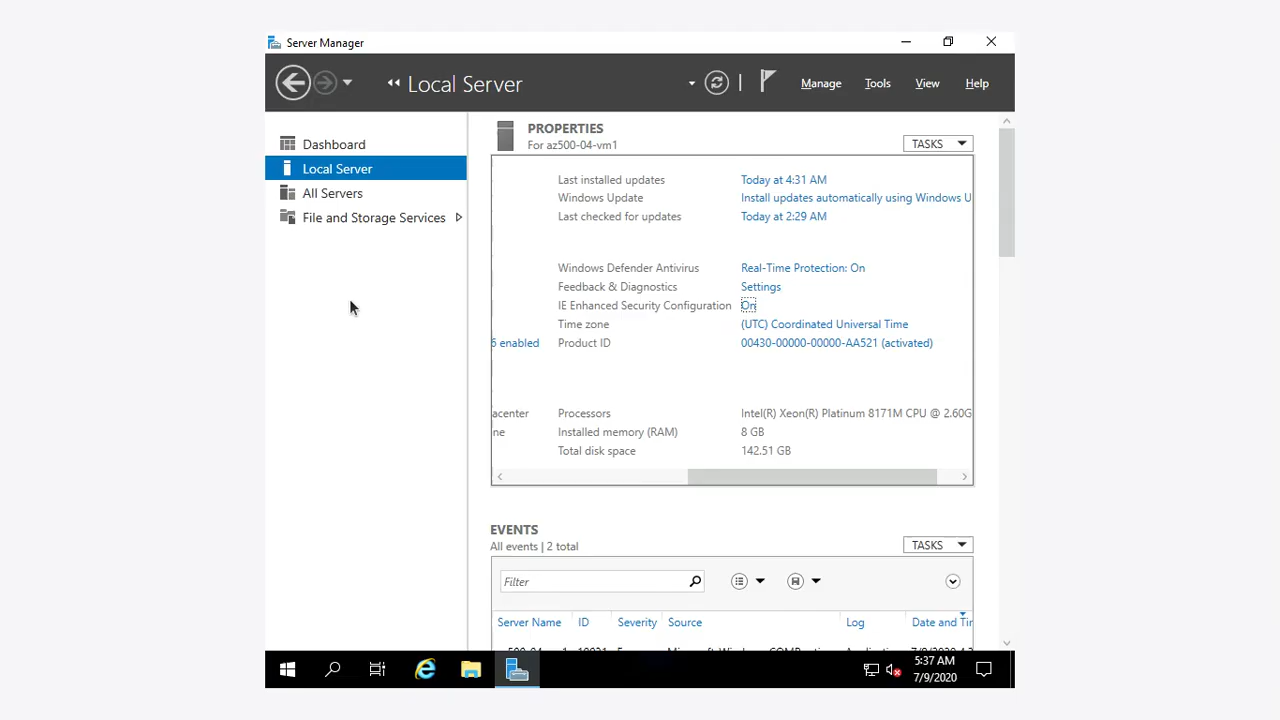 Server Manager
Local Server
Manage
Tools
View
Help
Dashboard
Local Server
All Servers
File and Storage Services
PROPERTIES
For az500-04-vm1
TASKS
Last installed updates Today at 4:31 AM
Windows Update Install updates automatically using Windows U
Last checked for updates Today at 2:29 AM
Windows Defender Antivirus Real-Time Protection: On
Feedback & Diagnostics Settings
IE Enhanced Security Configuration On
Time zone (UTC) Coordinated Universal Time
6 enabled Product ID 00430-00000-00000-AA521 (activated)
acenter Processors Intel(R) Xeon(R) Platinum 8171M CPU @ 2.60G
ne Installed memory (RAM) 8 GB
Total disk space 142.51 GB
EVENTS
All events | 2 total
TASKS
Filter
Server Name ID Severity Source Log Date and Tim
5:37 AM
7/9/2020